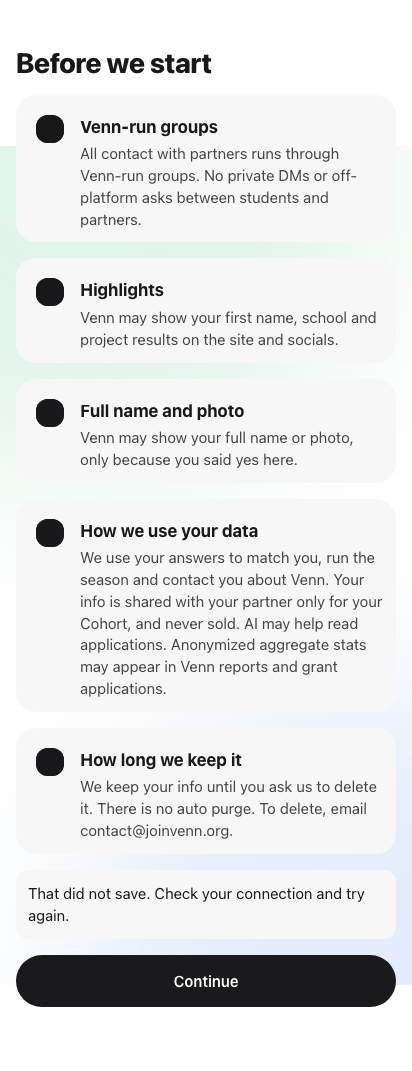 Before we start
Venn-run groups
All contact with partners runs through
Venn-run groups. No private DMs or off-
platform asks between students and
partners.
Highlights
Venn may show your first name, school and
project results on the site and socials.
Full name and photo
Venn may show your full name or photo,
only because you said yes here.
How we use your data
We use your answers to match you, run the
season and contact you about Venn. Your
info is shared with your partner only for your
Cohort, and never sold. AI may help read
applications. Anonymized aggregate stats
may appear in Venn reports and grant
applications.
How long we keep it
We keep your info until you ask us to delete
it. There is no auto purge. To delete, email
contact@joinvenn.org.
That did not save. Check your connection and try
again.
Continue